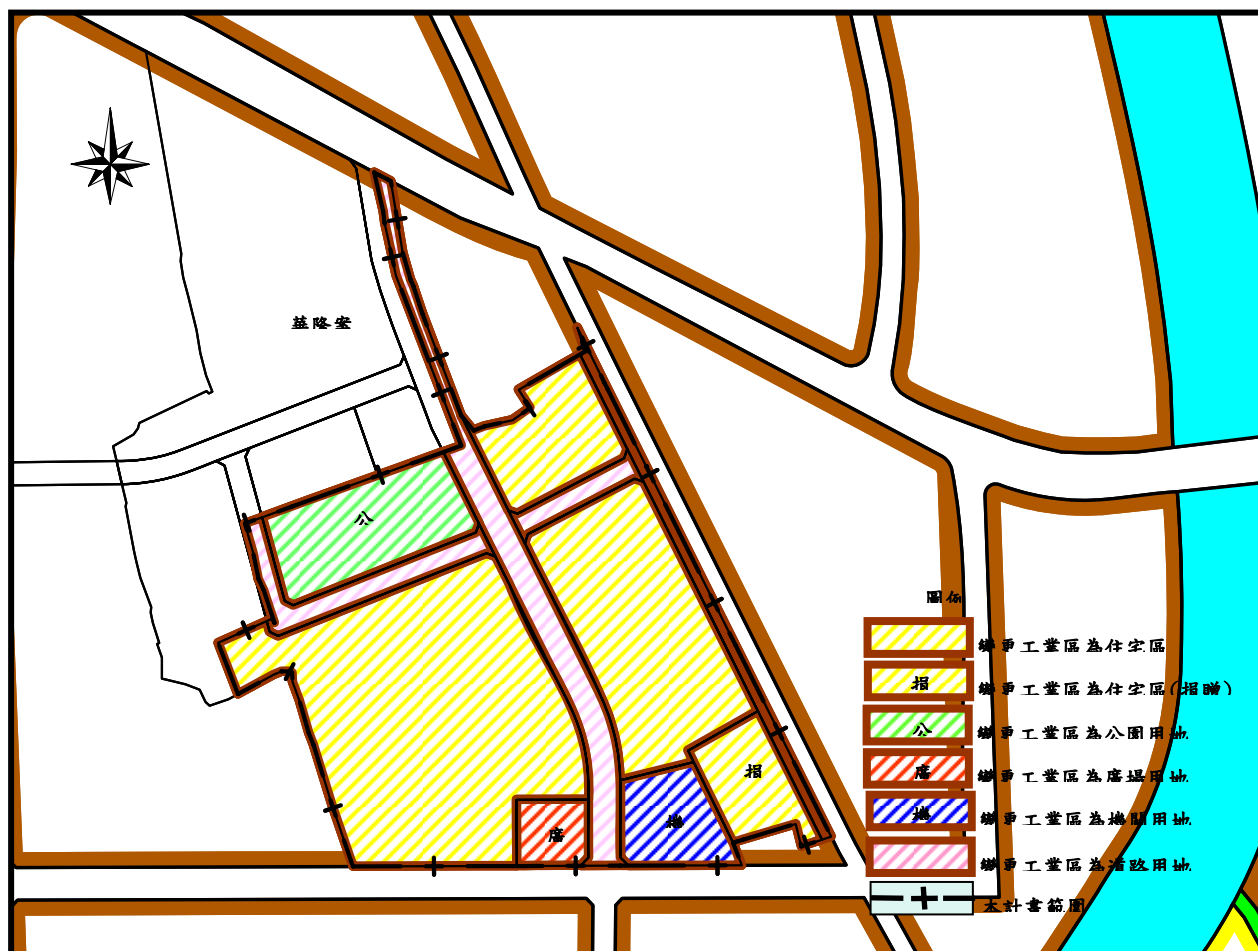 華隆案
公
捐
廣
機
圖例
變更工業區為住宅區
捐 變更工業區為住宅區(捐贈)
公 變更工業區為公園用地
廣 變更工業區為廣場用地
機 變更工業區為機關用地
變更工業區為道路用地
本計畫範圍